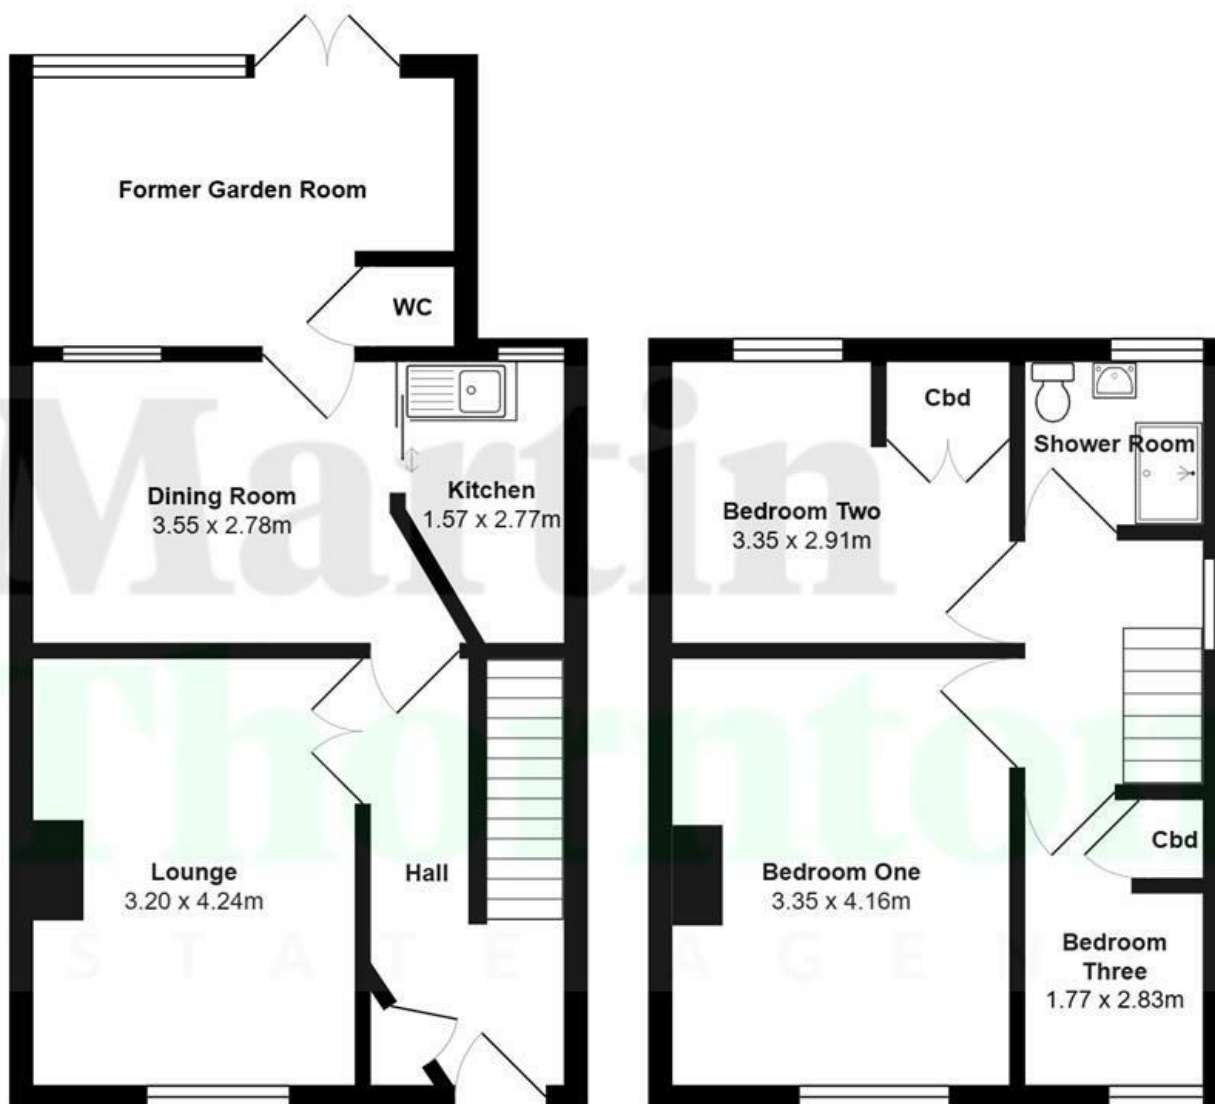 Former Garden Room
WC
Dining Room
3.55 x 2.78m
Kitchen
1.57 x 2.77m
Lounge
3.20 x 4.24m
Hall
Cbd
Shower Room
Bedroom Two
3.35 x 2.91m
Bedroom One
3.35 x 4.16m
Cbd
Bedroom
Three
1.77 x 2.83m
Martin
Thornton
STATE AGEN